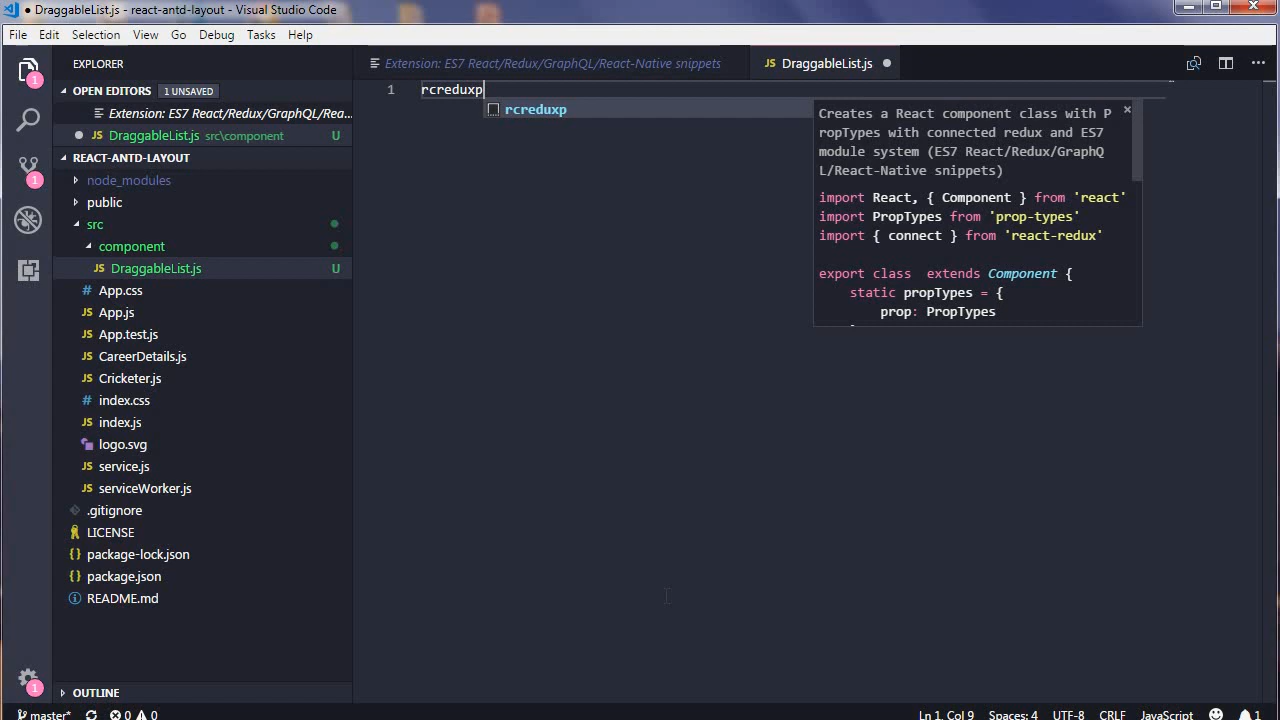 DraggableList.js - react-antd-layout - Visual Studio Code
File Edit Selection View Go Debug Tasks Help
EXPLORER
OPEN EDITORS 1 UNSAVED
Extension: ES7 React/Redux/GraphQL/Rea...
DraggableList.js src\component U
REACT-ANTD-LAYOUT
node_modules
public
src
component
JS DraggableList.js U
# App.css
JS App.js
JS App.test.js
JS CareerDetails.js
JS Cricketer.js
# index.css
JS index.js
logo.svg
JS service.js
JS serviceWorker.js
.gitignore
LICENSE
{} package-lock.json
{} package.json
README.md
OUTLINE
1
1
1
Extension: ES7 React/Redux/GraphQL/React-Native snippets
JS DraggableList.js
1 rcreduxp
rcreduxp
Creates a React component class with P
ropTypes with connected redux and ES7
module system (ES7 React/Redux/GraphQ
L/React-Native snippets)
import React, { Component } from 'react'
import PropTypes from 'prop-types'
import { connect } from 'react-redux'
export class  extends Component {
static propTypes = {
prop: PropTypes
master* 0 0 Ln 1, Col 9 Spaces: 4 UTF-8 CRLF JavaScript 1